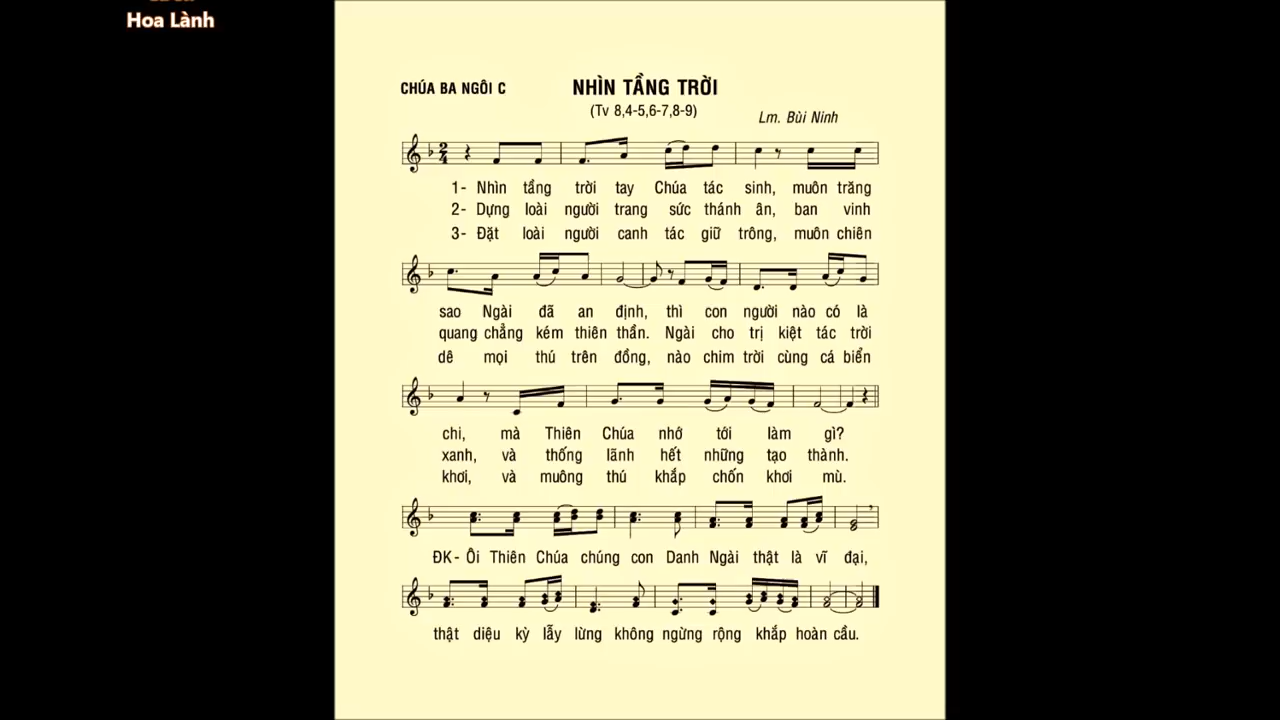 Hoa Lành
CHÚA BA NGÔI C
NHÌN TẦNG TRỜI
(Tv 8,4-5,6-7,8-9)
Lm. Bùi Ninh
1- Nhìn tầng trời tay Chúa tác sinh, muôn trăng
2- Dựng loài người trang sức thánh ân, ban vinh
3- Đặt loài người canh tác giữ trông, muôn chiên
sao Ngài đã an định, thì con người nào có là
quang chẳng kém thiên thần. Ngài cho trị kiệt tác trời
dê mọi thú trên đồng, nào chim trời cùng cá biển
chi, mà Thiên Chúa nhớ tới làm gì?
xanh, và thống lãnh hết những tạo thành.
khơi, và muông thú khắp chốn khơi mù.
ĐK- Ôi Thiên Chúa chúng con Danh Ngài thật là vĩ đại,
thật diệu kỳ lẫy lừng không ngừng rộng khắp hoàn cầu.